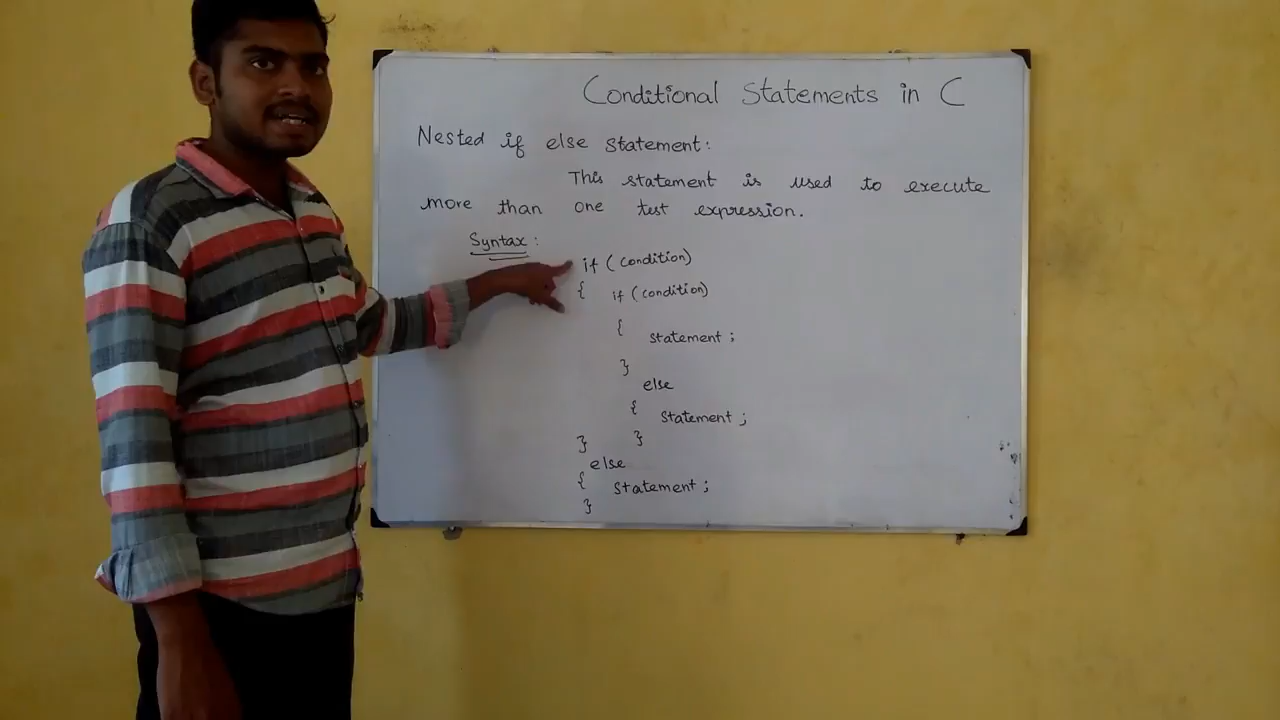 Conditional Statements in C
Nested if else statement:
This statement is used to execute
more than one test expression.
Syntax:
if (condition)
{ if (condition)
{
statement;
}
else
{ statement;
} }
else
{ statement;
}